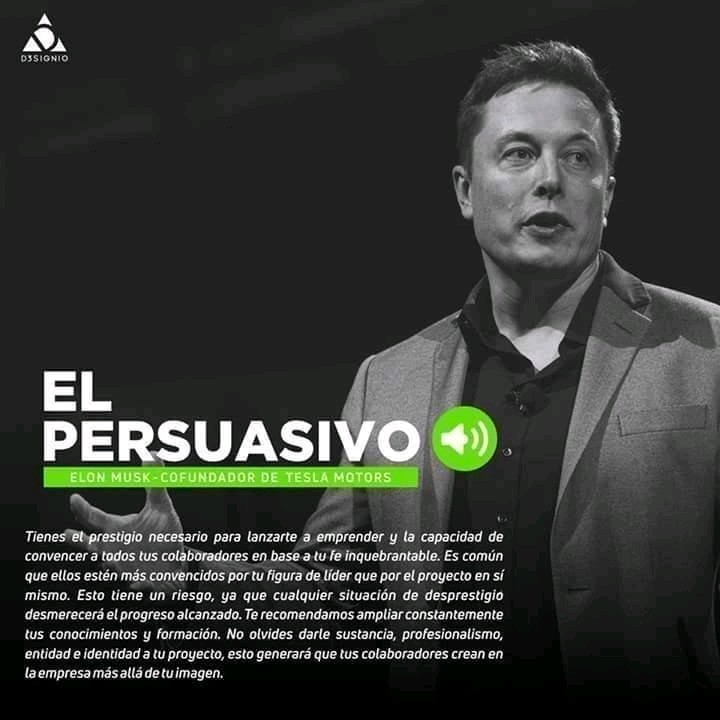 D3SIGNIO
EL
PERSUASIVO
ELON MUSK-COFUNDADOR DE TESLA MOTORS
Tienes el prestigio necesario para lanzarte a emprender y la capacidad de
convencer a todos tus colaboradores en base a tu fe inquebrantable. Es común
que ellos estén más convencidos por tu figura de líder que por el proyecto en sí
mismo. Esto tiene un riesgo, ya que cualquier situación de desprestigio
desmerecerá el progreso alcanzado. Te recomendamos ampliar constantemente
tus conocimientos y formación. No olvides darle sustancia, profesionalismo,
entidad e identidad a tu proyecto, esto generará que tus colaboradores crean en
la empresa más allá de tu imagen.